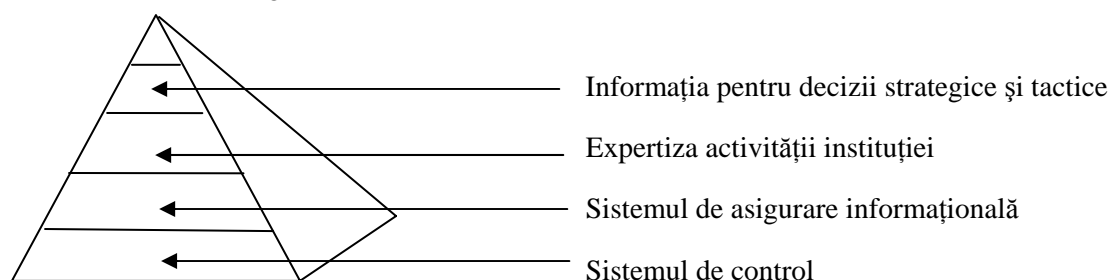 Informația pentru decizii strategice şi tactice
Expertiza activității instituției
Sistemul de asigurare informațională
Sistemul de control